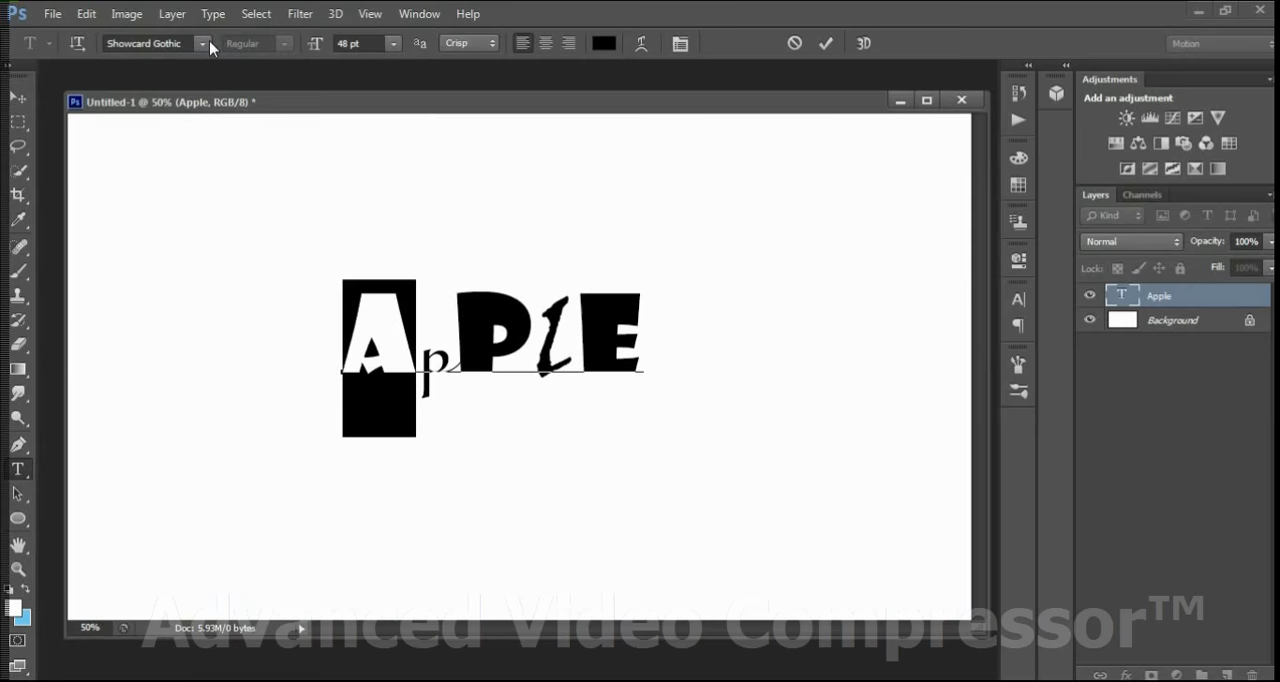 Ps File Edit Image Layer Type Select Filter 3D View Window Help
T T Showcard Gothic Regular T 48 pt aa Crisp 3D Motion
Untitled-1 @ 50% (Apple, RGB/8) *
Adjustments
Add an adjustment
Layers Channels
Kind T
Normal Opacity: 100%
Lock: Fill: 100%
T Apple
Background
A|
ApPlE
T
50% Doc: 5.93M/0 bytes
fx
Advanced Video Compressor™